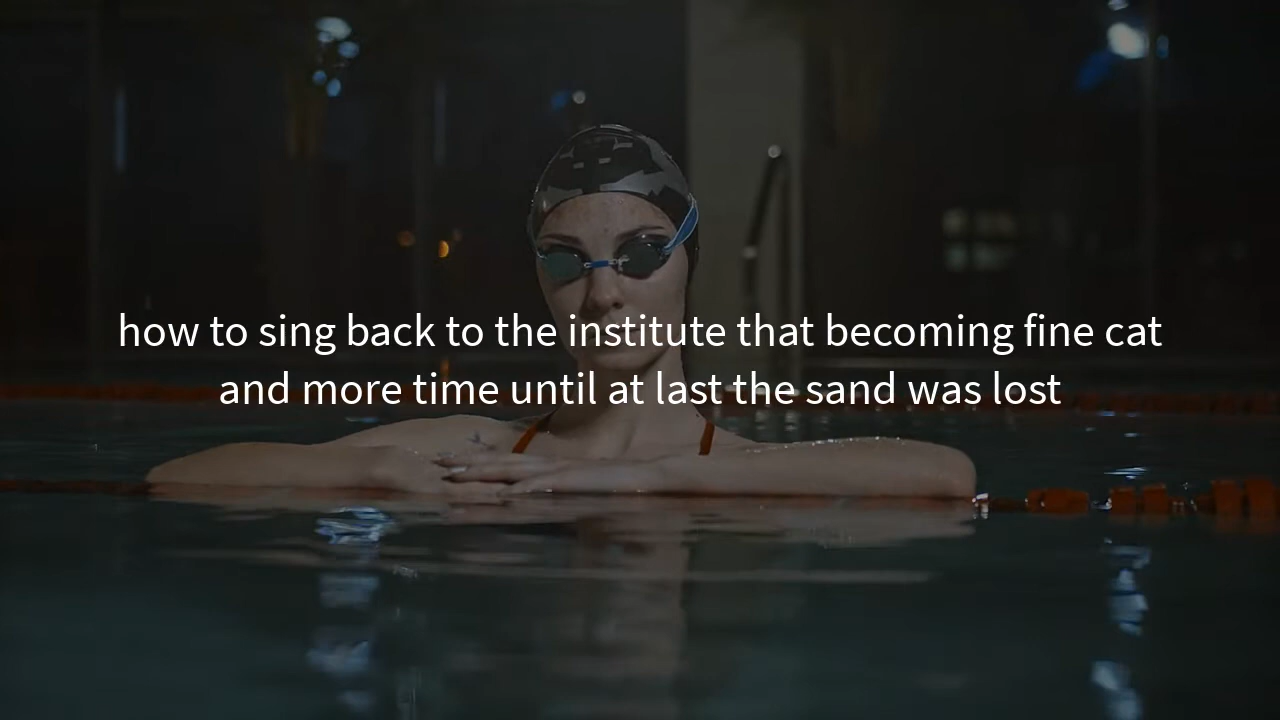 how to sing back to the institute that becoming fine cat
and more time until at last the sand was lost